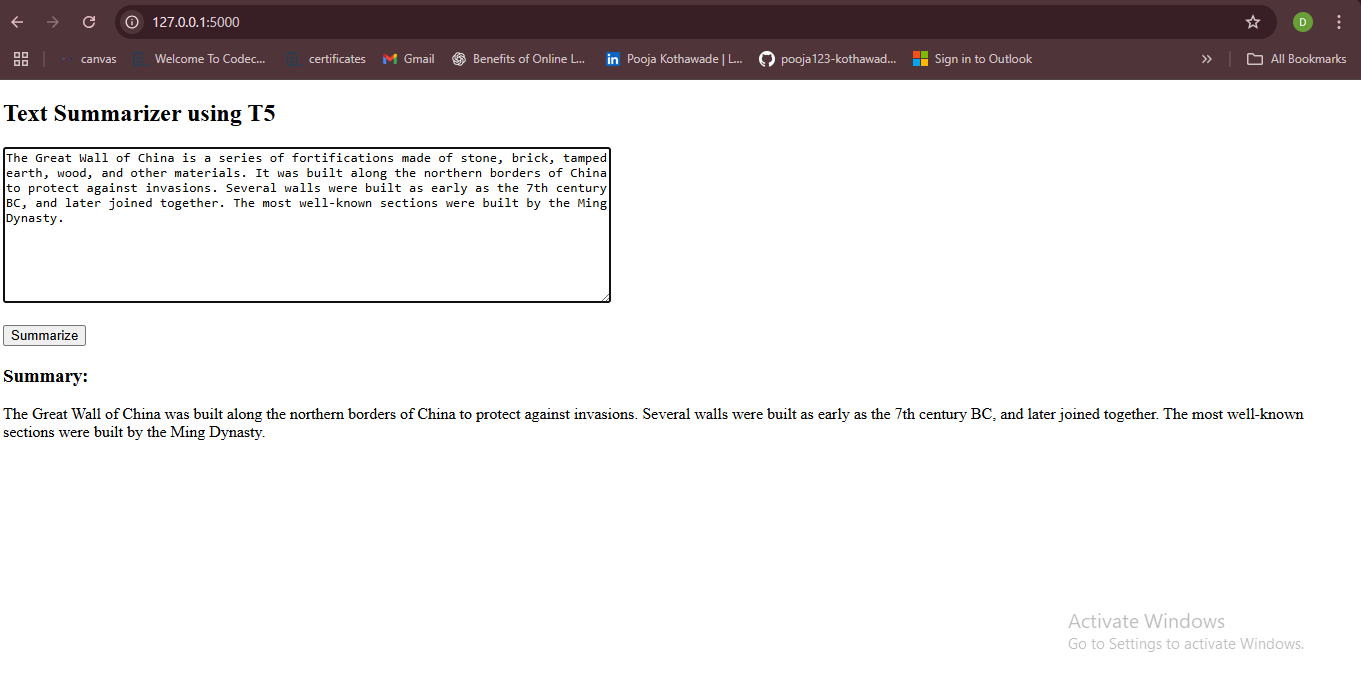 127.0.0.1:5000
D
canvas
Welcome To Codec...
certificates
Gmail
Benefits of Online L...
in
Pooja Kothawade | L...
pooja123-kothawad...
Sign in to Outlook
All Bookmarks
Text Summarizer using T5
The Great Wall of China is a series of fortifications made of stone, brick, tamped
earth, wood, and other materials. It was built along the northern borders of China
to protect against invasions. Several walls were built as early as the 7th century
BC, and later joined together. The most well-known sections were built by the Ming
Dynasty.
Summarize
Summary:
The Great Wall of China was built along the northern borders of China to protect against invasions. Several walls were built as early as the 7th century BC, and later joined together. The most well-known
sections were built by the Ming Dynasty.
Activate Windows
Go to Settings to activate Windows.